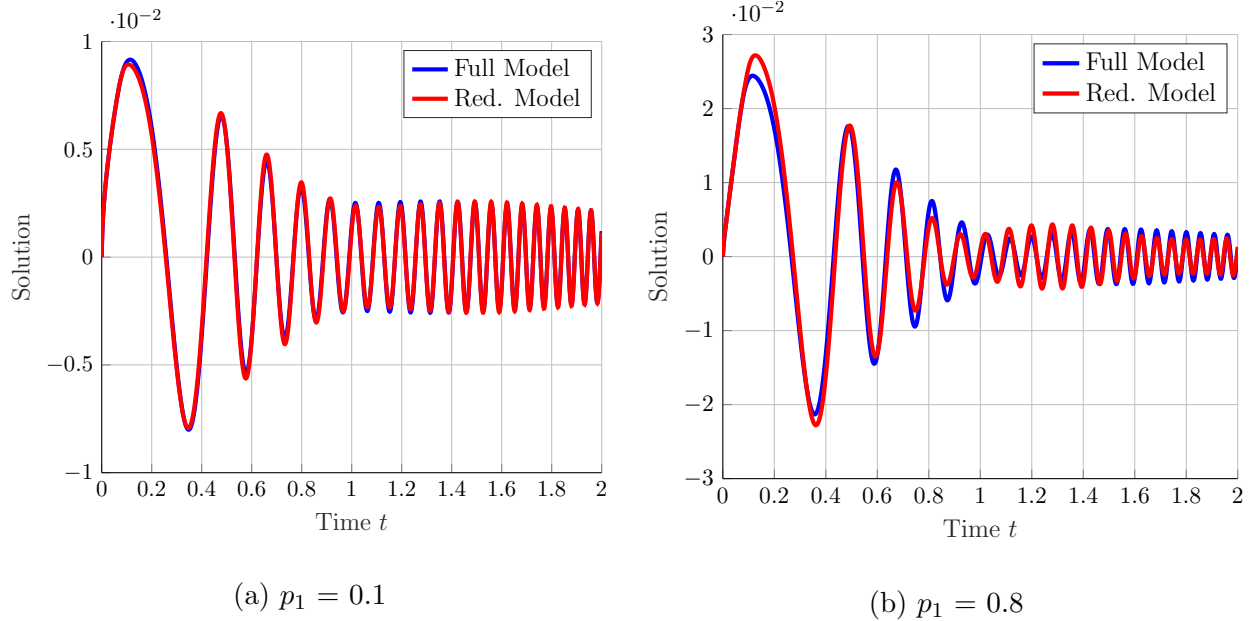 ·10−2
1
0.5
0
−0.5
−1
0 0.2 0.4 0.6 0.8 1 1.2 1.4 1.6 1.8 2
Solution
Time t
Full Model
Red. Model
(a) p1 = 0.1
·10−2
3
2
1
0
−1
−2
−3
0 0.2 0.4 0.6 0.8 1 1.2 1.4 1.6 1.8 2
Solution
Time t
Full Model
Red. Model
(b) p1 = 0.8